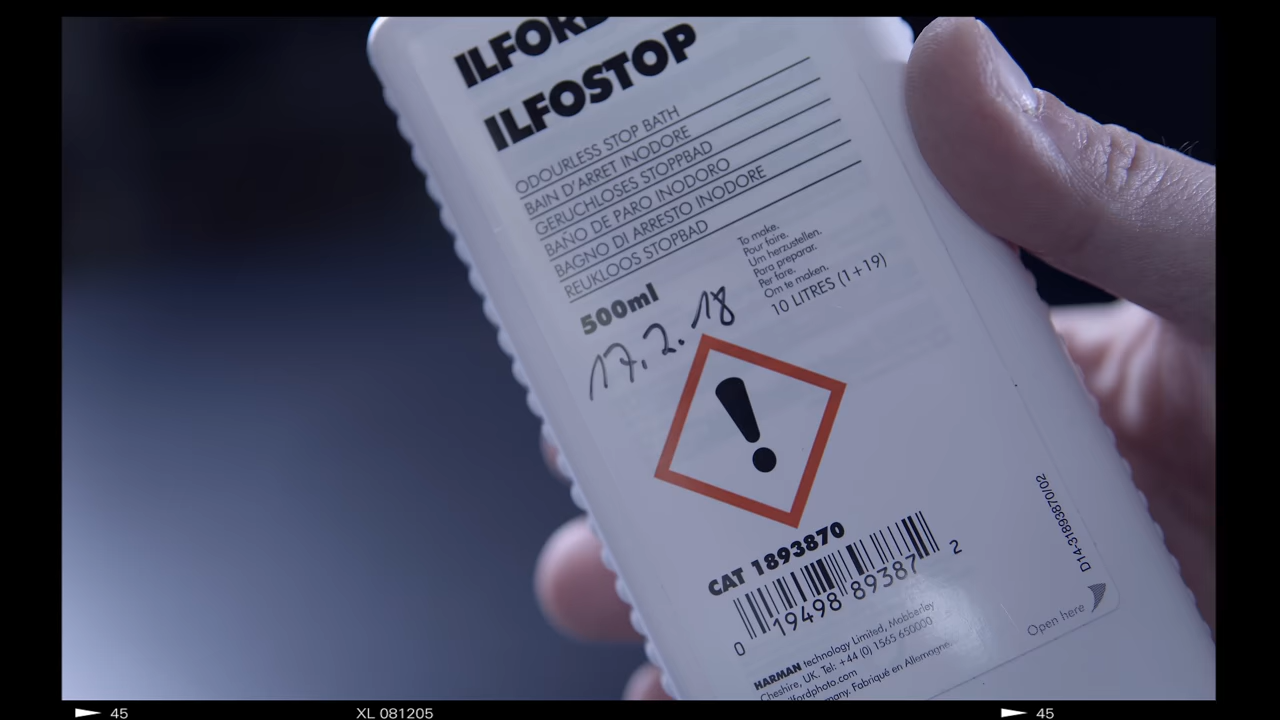 ILFORD
ILFOSTOP
ODOURLESS STOP BATH
BAIN D'ARRET INODORE
GERUCHLOSES STOPPBAD
BAÑO DE PARO INODORO
BAGNO DI ARRESTO INODORE
REUKLOOS STOPBAD
500ml
To make.
Pour faire.
Um herzustellen.
Para preparar.
Per fare.
Om te maken.
10 LITRES (1+19)
17.2.18
CAT 1893870
0 19498 89387 2
HARMAN technology Limited, Mobberley
Cheshire, UK. Tel: +44 (0) 1565 650000
ilfordphoto.com
many. Fabriqué en Allemagne.
D14-31893870/02
Open here
45
XL 081205
45